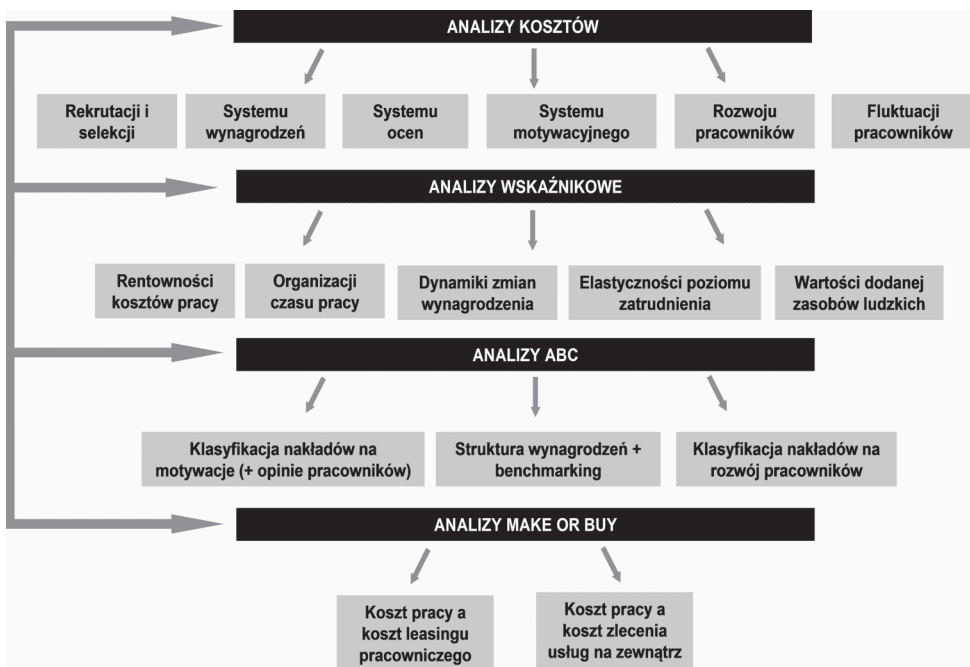 ANALIZY KOSZTÓW
Rekrutacji i
selekcji
Systemu
wynagrodzeń
Systemu
ocen
Systemu
motywacyjnego
Rozwoju
pracowników
Fluktuacji
pracowników
ANALIZY WSKAŹNIKOWE
Rentowności
kosztów pracy
Organizacji
czasu pracy
Dynamiki zmian
wynagrodzenia
Elastyczności poziomu
zatrudnienia
Wartości dodanej
zasobów ludzkich
ANALIZY ABC
Klasyfikacja nakładów na
motywacje (+ opinie pracowników)
Struktura wynagrodzeń +
benchmarking
Klasyfikacja nakładów na
rozwój pracowników
ANALIZY MAKE OR BUY
Koszt pracy a
koszt leasingu
pracowniczego
Koszt pracy a
koszt zlecenia
usług na zewnątrz